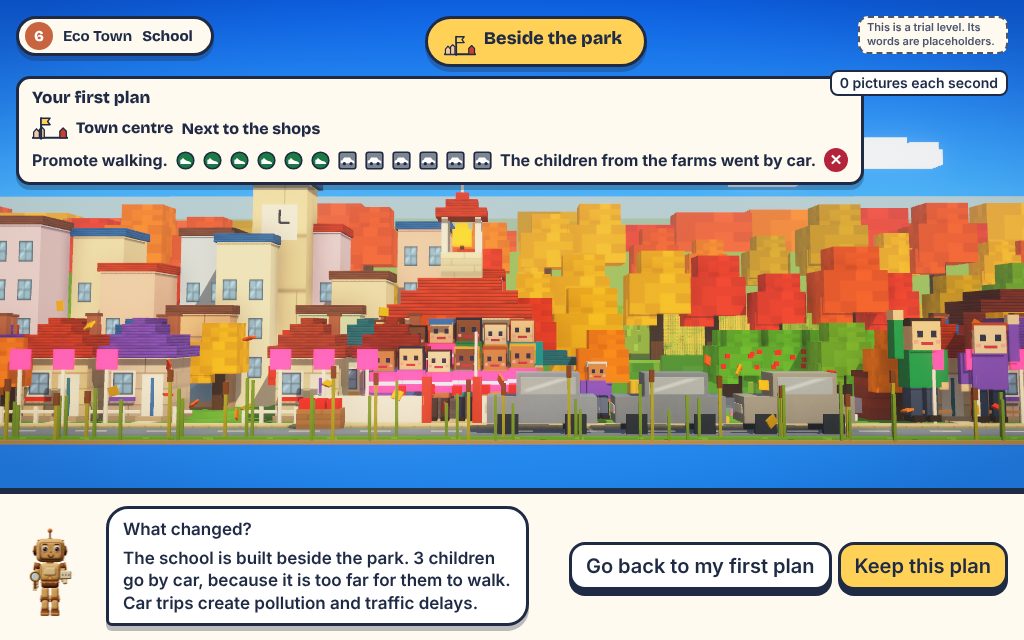 6 Eco Town School
Beside the park
This is a trial level. Its
words are placeholders.
0 pictures each second
Your first plan
Town centre Next to the shops
Promote walking. The children from the farms went by car.
What changed?
The school is built beside the park. 3 children
go by car, because it is too far for them to walk.
Car trips create pollution and traffic delays.
Go back to my first plan
Keep this plan